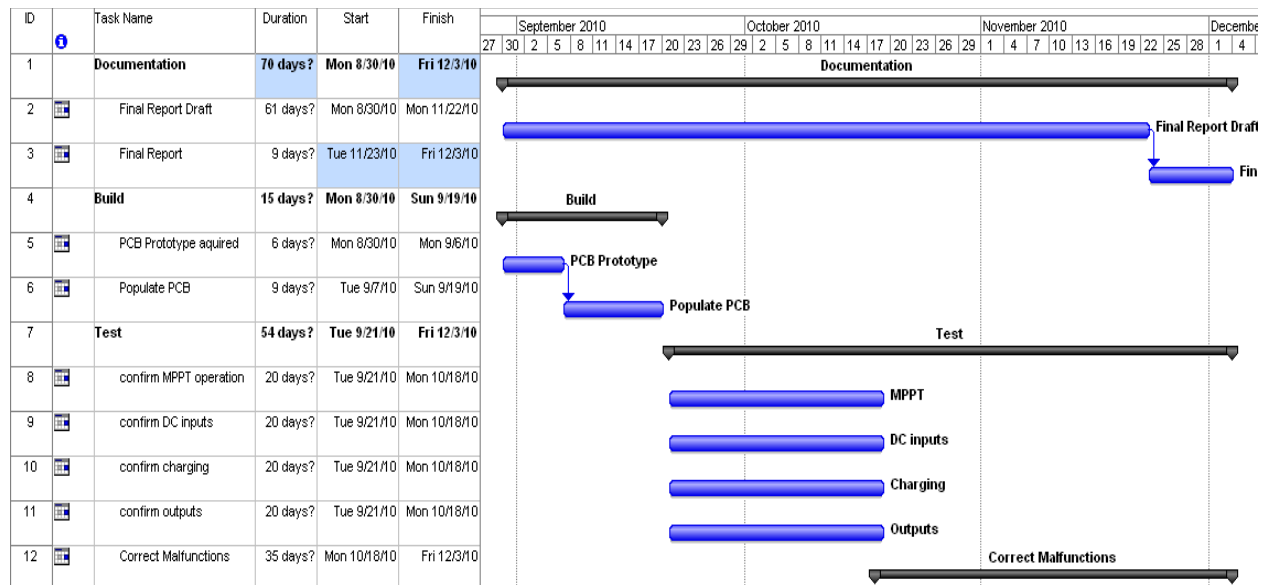 ID Task Name Duration Start Finish
September 2010 October 2010 November 2010 Decembe
27 30 2 5 8 11 14 17 20 23 26 29 2 5 8 11 14 17 20 23 26 29 1 4 7 10 13 16 19 22 25 28 1 4
1 Documentation 70 days? Mon 8/30/10 Fri 12/3/10 Documentation
2 Final Report Draft 61 days? Mon 8/30/10 Mon 11/22/10 Final Report Draft
3 Final Report 9 days? Tue 11/23/10 Fri 12/3/10 Fin
4 Build 15 days? Mon 8/30/10 Sun 9/19/10 Build
5 PCB Prototype aquired 6 days? Mon 8/30/10 Mon 9/6/10 PCB Prototype
6 Populate PCB 9 days? Tue 9/7/10 Sun 9/19/10 Populate PCB
7 Test 54 days? Tue 9/21/10 Fri 12/3/10 Test
8 confirm MPPT operation 20 days? Tue 9/21/10 Mon 10/18/10 MPPT
9 confirm DC inputs 20 days? Tue 9/21/10 Mon 10/18/10 DC inputs
10 confirm charging 20 days? Tue 9/21/10 Mon 10/18/10 Charging
11 confirm outputs 20 days? Tue 9/21/10 Mon 10/18/10 Outputs
12 Correct Malfunctions 35 days? Mon 10/18/10 Fri 12/3/10 Correct Malfunctions